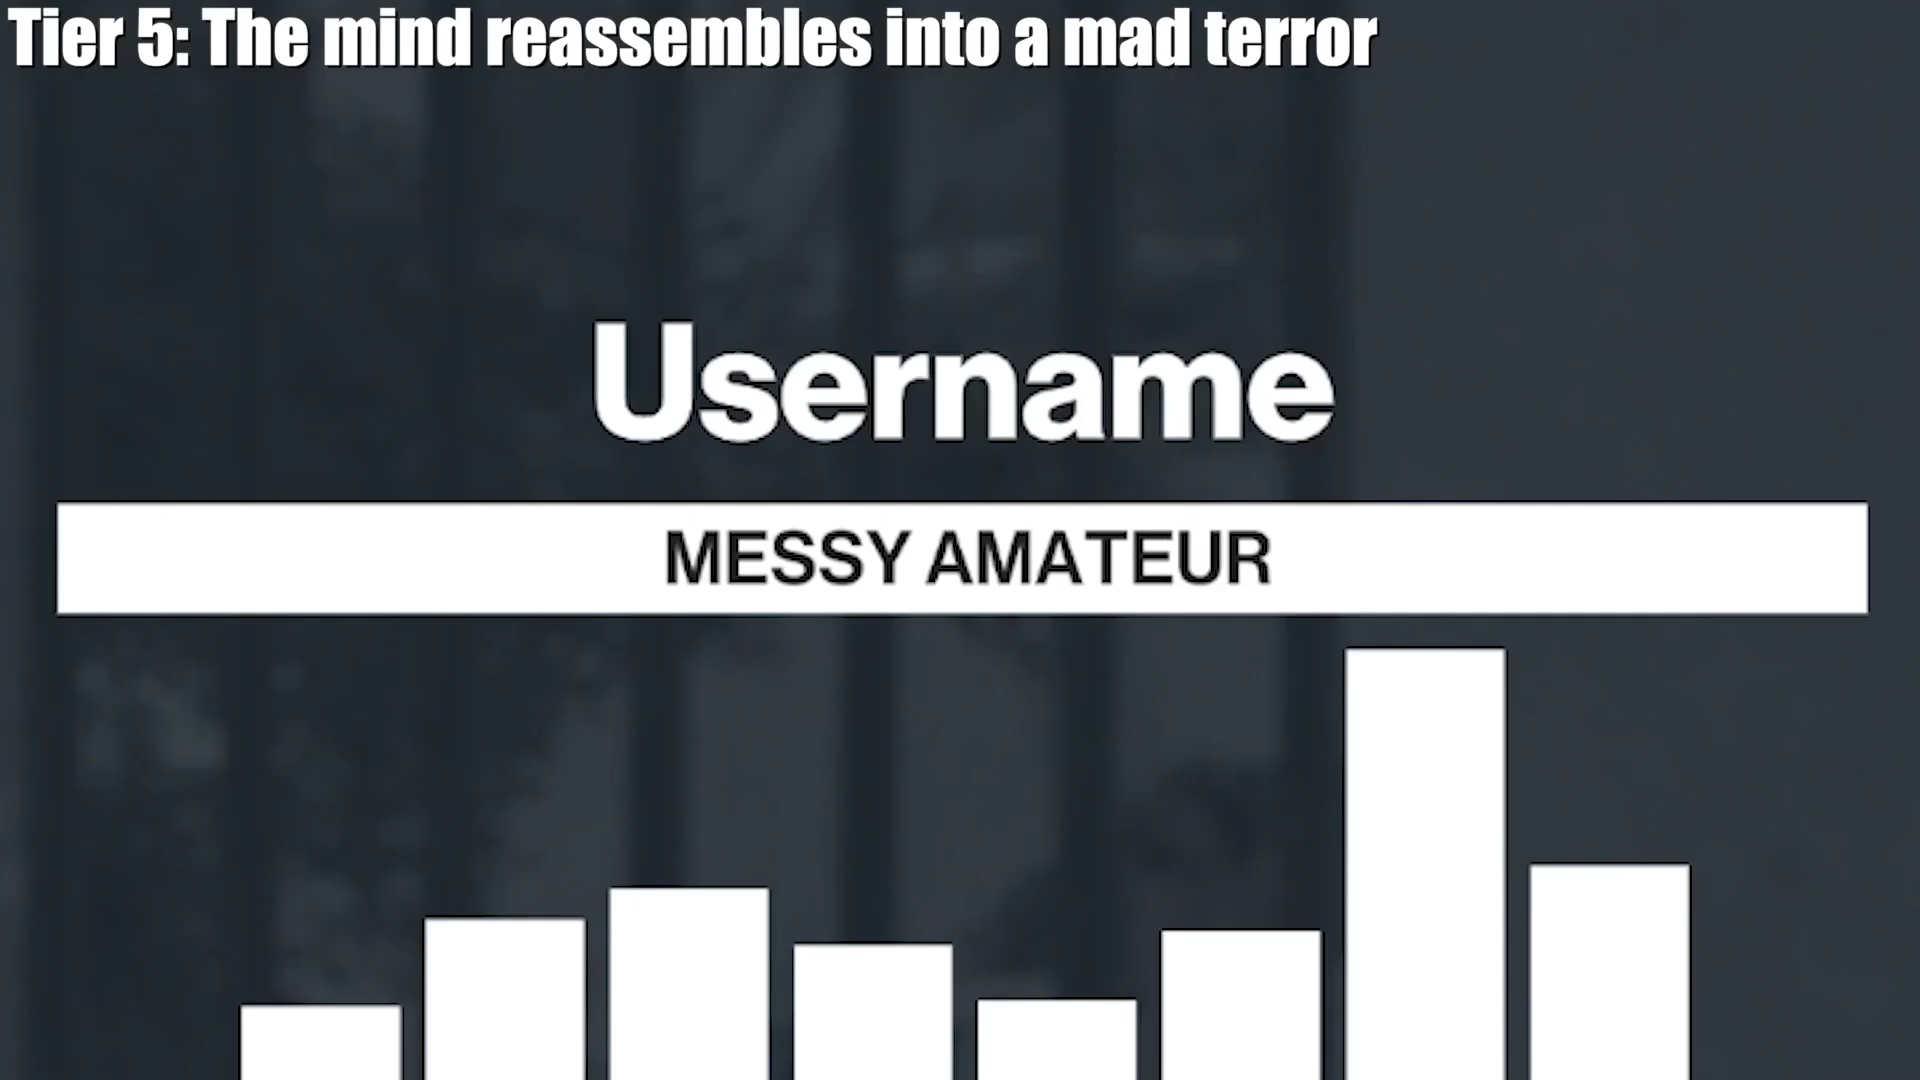 Tier 5: The mind reassembles into a mad terror
Username
MESSY AMATEUR